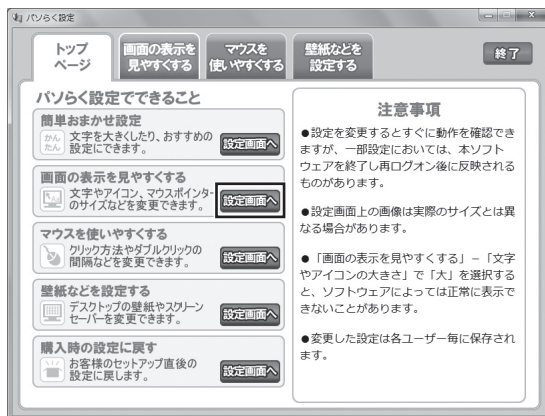 パソらく設定
トップ
ページ
画面の表示を
見やすくする
マウスを
使いやすくする
壁紙などを
設定する
終了
パソらく設定でできること
簡単おまかせ設定
かん
たん
文字を大きくしたり、おすすめの
設定にできます。
設定画面へ
画面の表示を見やすくする
文字やアイコン、マウスポインター
のサイズなどを変更できます。
設定画面へ
マウスを使いやすくする
クリック方法やダブルクリックの
間隔などを変更できます。
設定画面へ
壁紙などを設定する
デスクトップの壁紙やスクリーン
セーバーを変更できます。
設定画面へ
購入時の設定に戻す
お客様のセットアップ直後の
設定に戻します。
設定画面へ
注意事項
●設定を変更するとすぐに動作を確認でき
ますが、一部設定においては、本ソフト
ウェアを終了し再ログオン後に反映される
ものがあります。
●設定画面上の画像は実際のサイズとは異
なる場合があります。
●「画面の表示を見やすくする」－「文字
やアイコンの大きさ」で「大」を選択する
と、ソフトウェアによっては正常に表示で
きないことがあります。
●変更した設定は各ユーザー毎に保存され
ます。